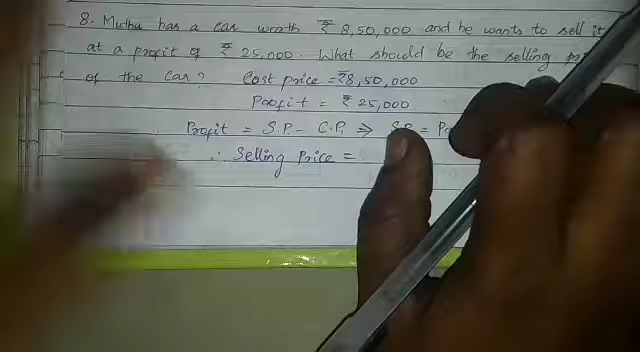 8. Muthu has a car worth ₹ 8,50,000 and he wants to sell it
at a profit of ₹ 25,000. What should be the selling
of the car? Cost price = ₹8,50,000
Profit = ₹ 25,000
Profit = S.P. - C.P. ⇒ S.P. =
∴ Selling Price =